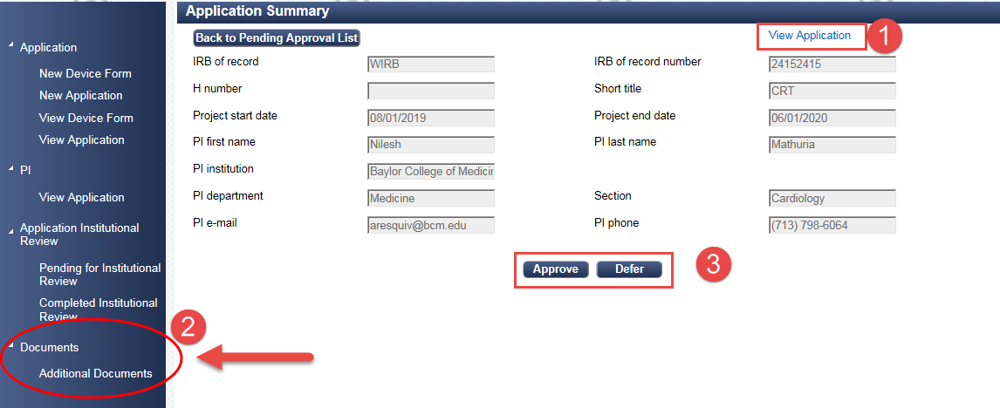 Application Summary
Application
New Device Form
New Application
View Device Form
View Application
PI
View Application
Application Institutional
Review
Pending for Institutional
Review
Completed Institutional
Review
Documents
Additional Documents
2
Back to Pending Approval List
View Application
1
IRB of record WIRB IRB of record number 24152415
H number Short title CRT
Project start date 08/01/2019 Project end date 06/01/2020
PI first name Nilesh PI last name Mathuria
PI institution Baylor College of Medicin
PI department Medicine Section Cardiology
PI e-mail aresquiv@bcm.edu PI phone (713) 798-6064
Approve Defer 3